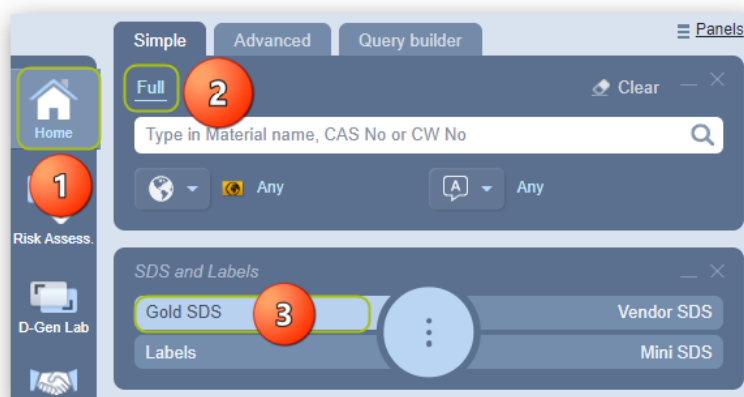 Simple
Advanced
Query builder
Panels
Home
Full
2
Clear
Type in Material name, CAS No or CW No
1
Any
A
Any
Risk Assess.
SDS and Labels
Gold SDS
3
Vendor SDS
D-Gen Lab
Labels
Mini SDS